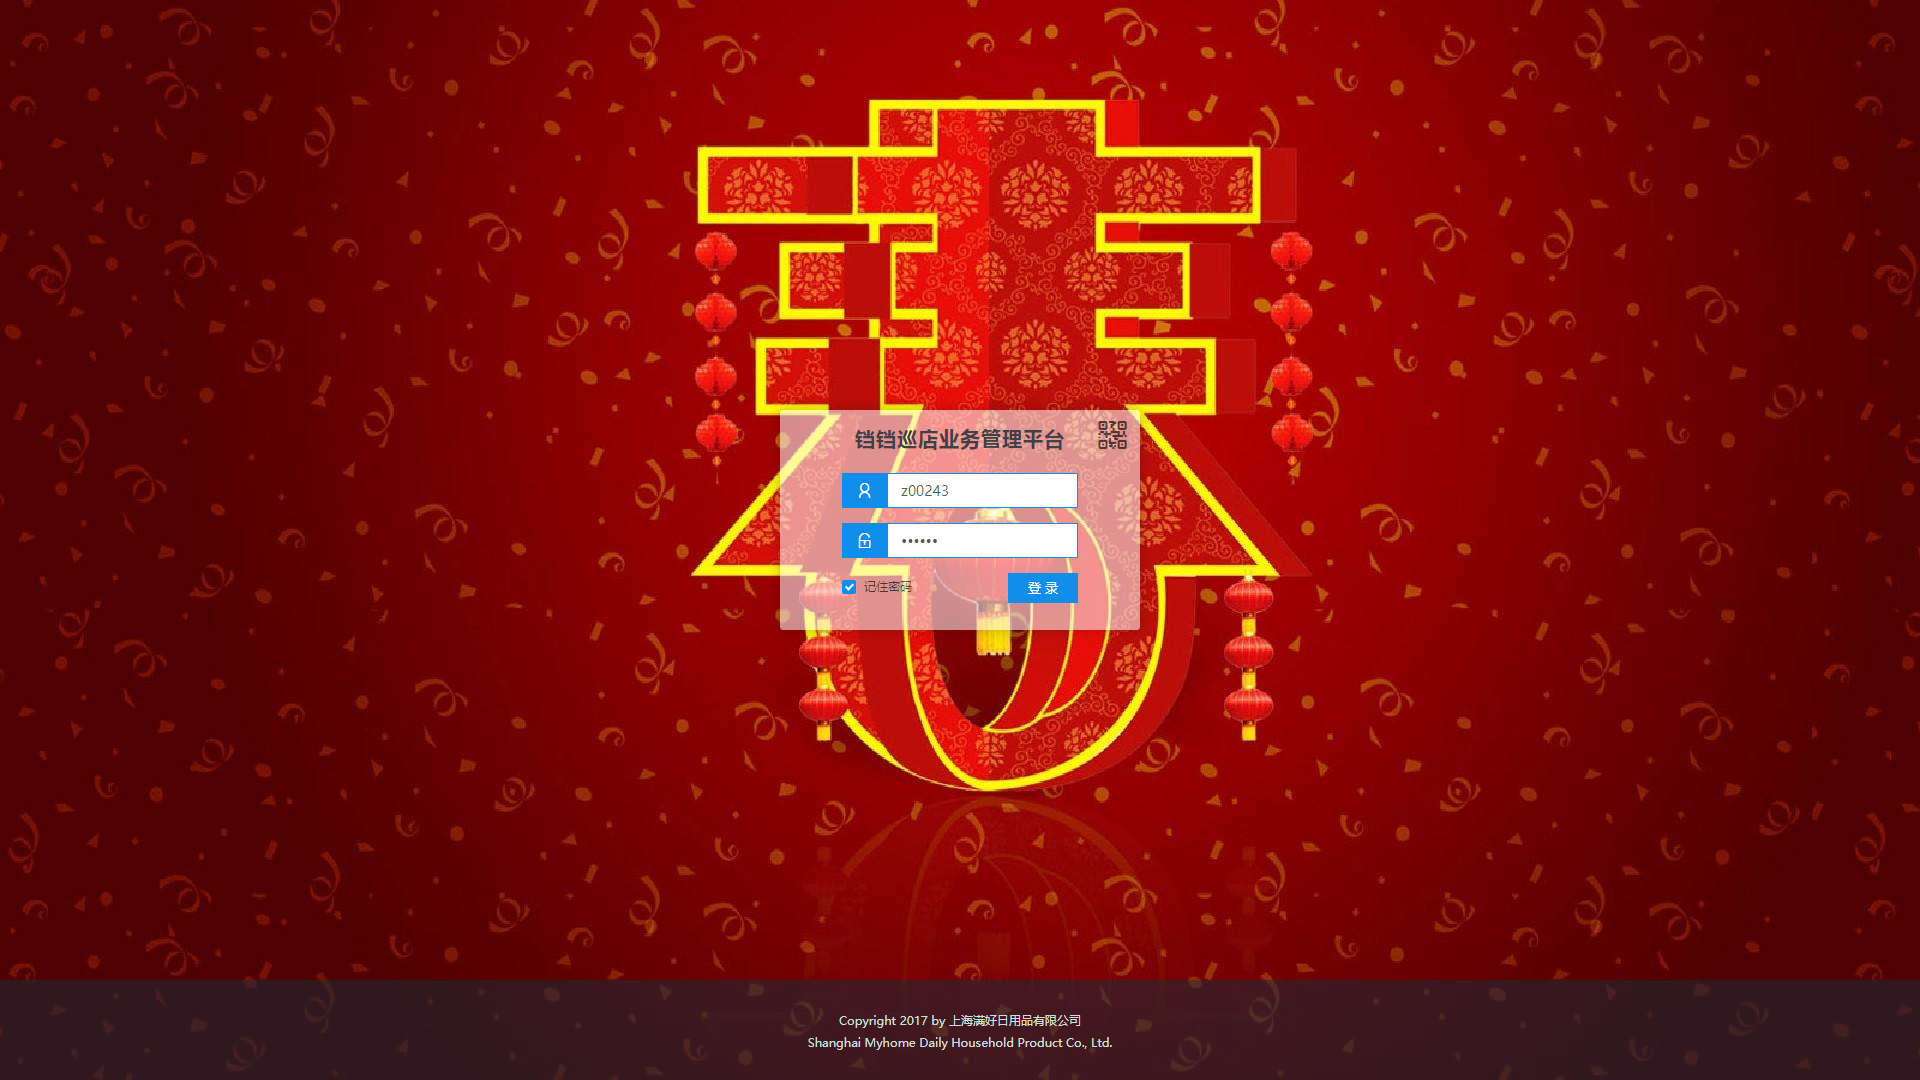 春
铛铛巡店业务管理平台
z00243
••••••
记住密码
登 录
Copyright 2017 by 上海满好日用品有限公司
Shanghai Myhome Daily Household Product Co., Ltd.